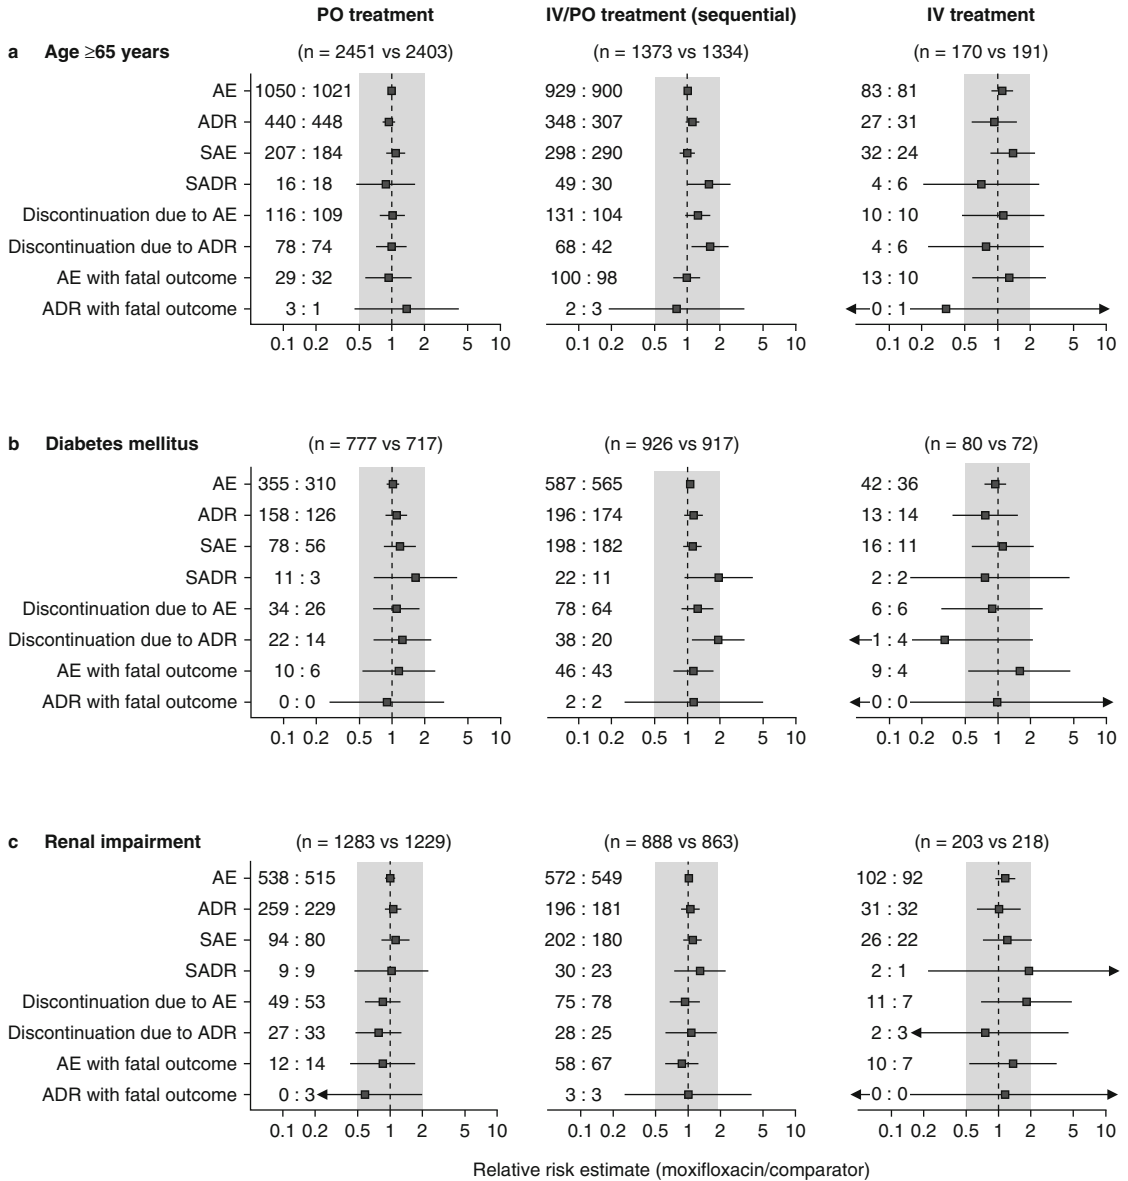 PO treatment IV/PO treatment (sequential) IV treatment
a Age ≥65 years (n = 2451 vs 2403) (n = 1373 vs 1334) (n = 170 vs 191)
AE 1050 : 1021 929 : 900 83 : 81
ADR 440 : 448 348 : 307 27 : 31
SAE 207 : 184 298 : 290 32 : 24
SADR 16 : 18 49 : 30 4 : 6
Discontinuation due to AE 116 : 109 131 : 104 10 : 10
Discontinuation due to ADR 78 : 74 68 : 42 4 : 6
AE with fatal outcome 29 : 32 100 : 98 13 : 10
ADR with fatal outcome 3 : 1 2 : 3 0 : 1
0.1 0.2 0.5 1 2 5 10 0.1 0.2 0.5 1 2 5 10 0.1 0.2 0.5 1 2 5 10
b Diabetes mellitus (n = 777 vs 717) (n = 926 vs 917) (n = 80 vs 72)
AE 355 : 310 587 : 565 42 : 36
ADR 158 : 126 196 : 174 13 : 14
SAE 78 : 56 198 : 182 16 : 11
SADR 11 : 3 22 : 11 2 : 2
Discontinuation due to AE 34 : 26 78 : 64 6 : 6
Discontinuation due to ADR 22 : 14 38 : 20 1 : 4
AE with fatal outcome 10 : 6 46 : 43 9 : 4
ADR with fatal outcome 0 : 0 2 : 2 0 : 0
0.1 0.2 0.5 1 2 5 10 0.1 0.2 0.5 1 2 5 10 0.1 0.2 0.5 1 2 5 10
c Renal impairment (n = 1283 vs 1229) (n = 888 vs 863) (n = 203 vs 218)
AE 538 : 515 572 : 549 102 : 92
ADR 259 : 229 196 : 181 31 : 32
SAE 94 : 80 202 : 180 26 : 22
SADR 9 : 9 30 : 23 2 : 1
Discontinuation due to AE 49 : 53 75 : 78 11 : 7
Discontinuation due to ADR 27 : 33 28 : 25 2 : 3
AE with fatal outcome 12 : 14 58 : 67 10 : 7
ADR with fatal outcome 0 : 3 3 : 3 0 : 0
0.1 0.2 0.5 1 2 5 10 0.1 0.2 0.5 1 2 5 10 0.1 0.2 0.5 1 2 5 10
Relative risk estimate (moxifloxacin/comparator)